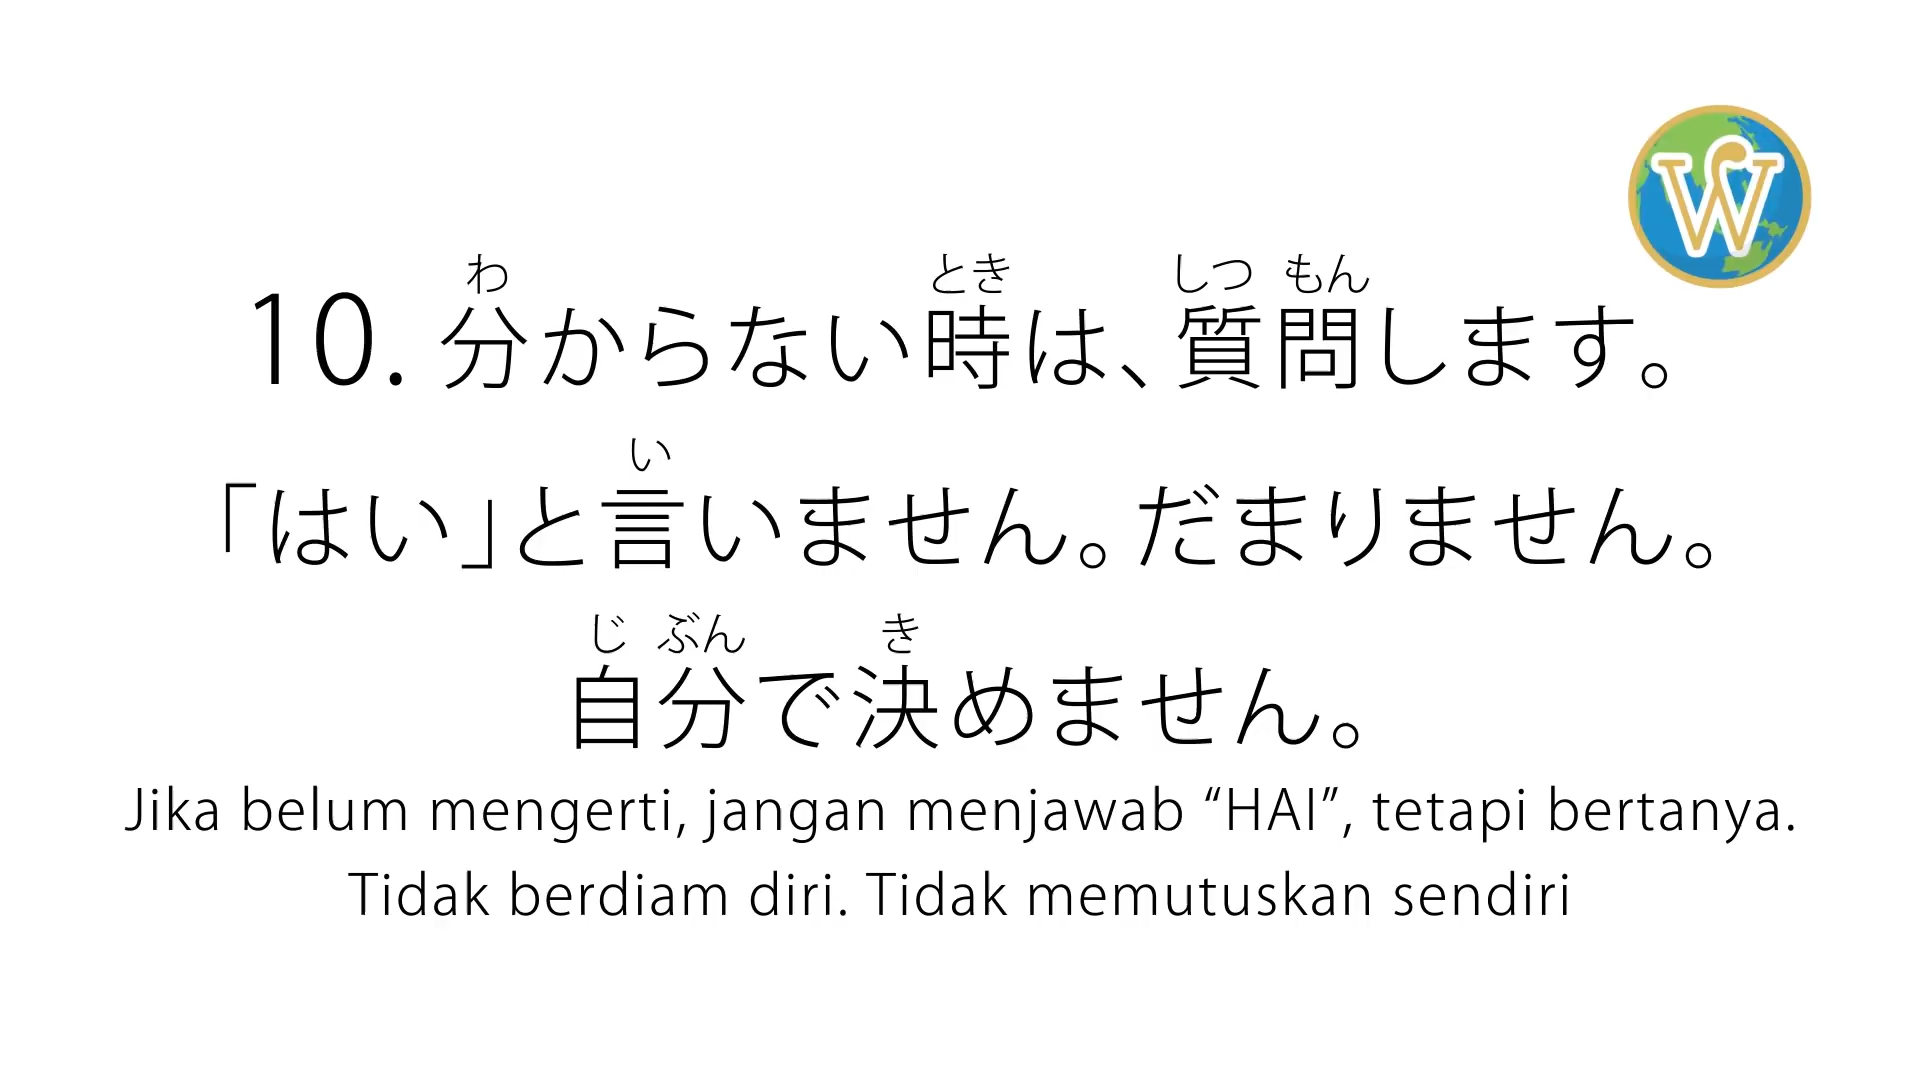 わ とき しつ もん
10. 分からない時は、質問します。
い
「はい」と言いません。だまりません。
じ ぶん き
自分で決めません。
Jika belum mengerti, jangan menjawab “HAI”, tetapi bertanya.
Tidak berdiam diri. Tidak memutuskan sendiri
W